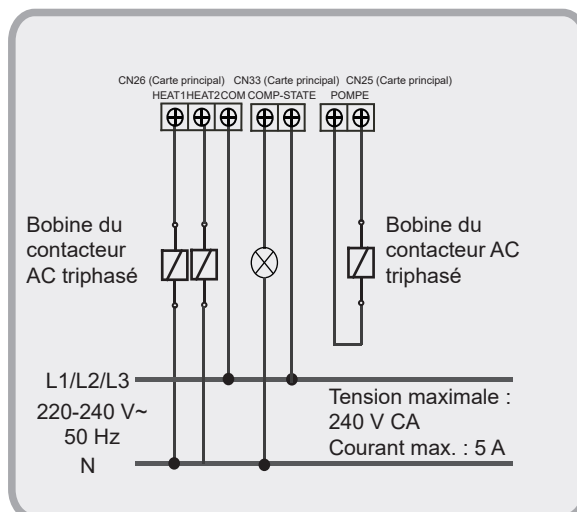 CN26 (Carte principal) CN33 (Carte principal) CN25 (Carte principal)
HEAT1 HEAT2 COM COMP-STATE POMPE
Bobine du
contacteur
AC triphasé
Bobine du
contacteur AC
triphasé
L1/L2/L3
220-240 V~
50 Hz
N
Tension maximale :
240 V CA
Courant max. : 5 A